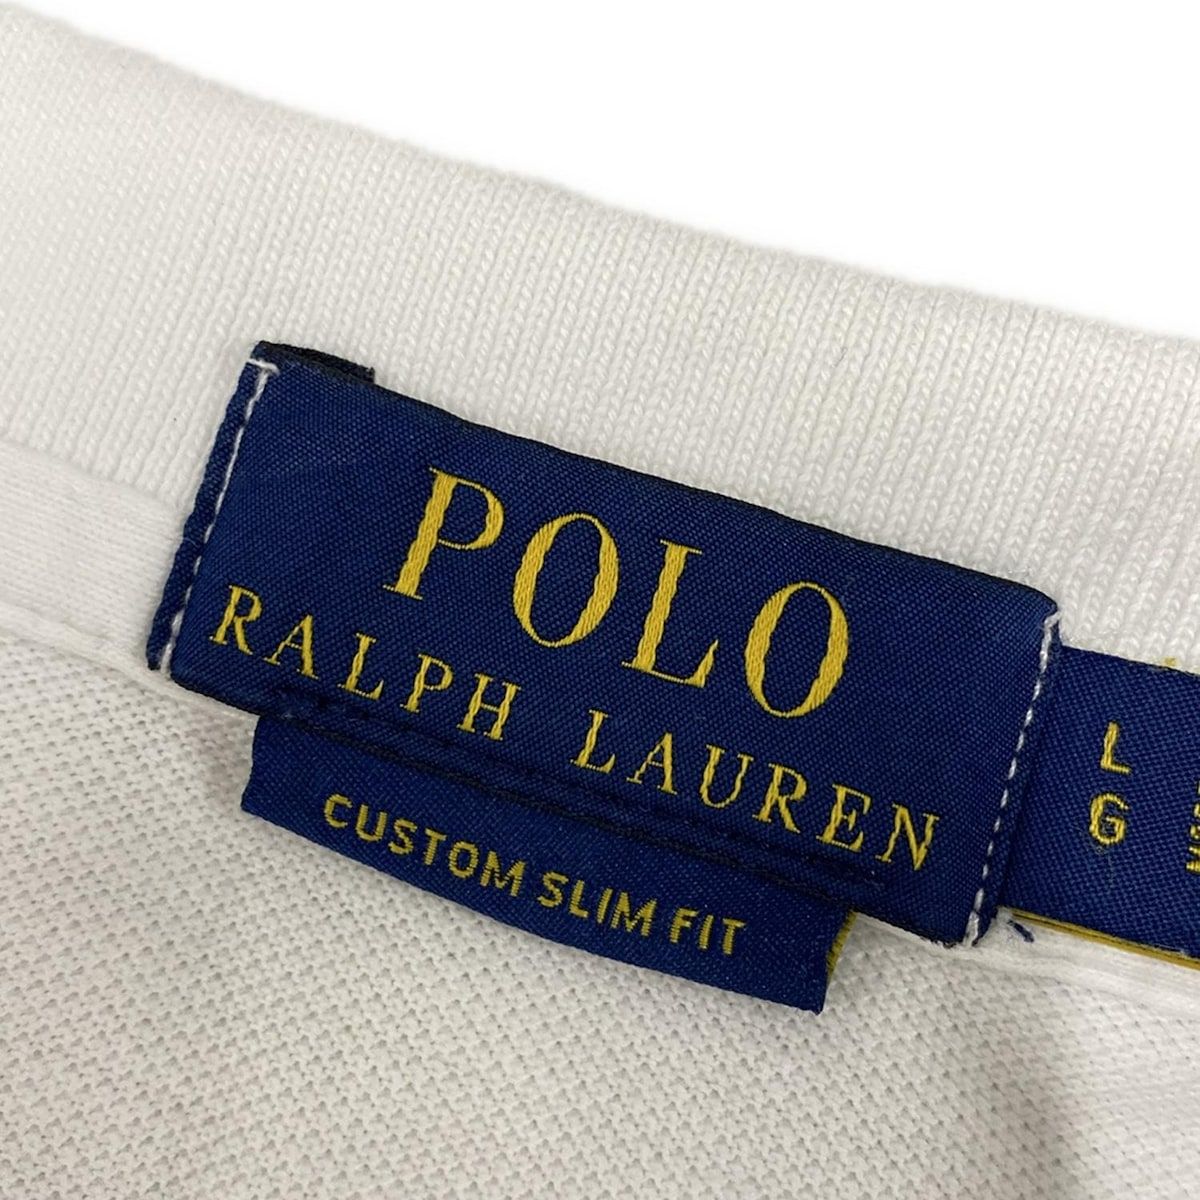 POLO
RALPH LAUREN
CUSTOM SLIM FIT
L
G